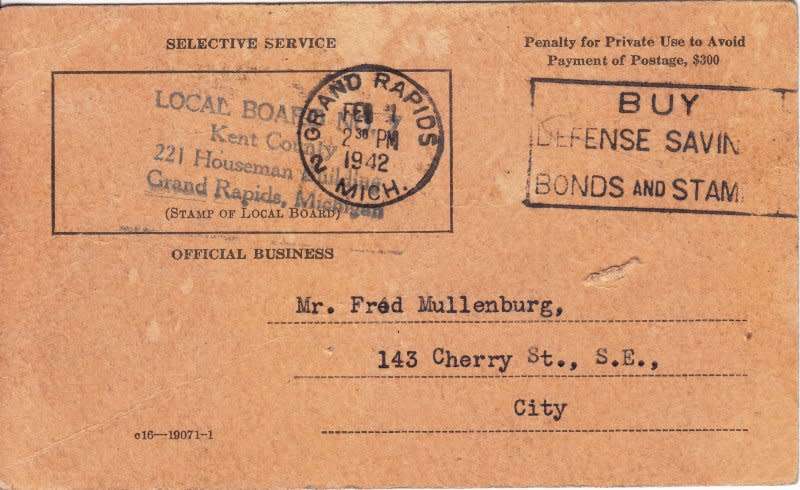 SELECTIVE SERVICE
Penalty for Private Use to Avoid
Payment of Postage, $300
LOCAL BOARD
Kent County
221 Houseman Building
Grand Rapids, Michigan
(STAMP OF LOCAL BOARD)
GRAND RAPIDS
FEB 1
2 30 PM
1942
2 MICH.
BUY
DEFENSE SAVIN
BONDS AND STAM
OFFICIAL BUSINESS
Mr. Fred Mullenburg,
143 Cherry St., S.E.,
City
c16—19071-1